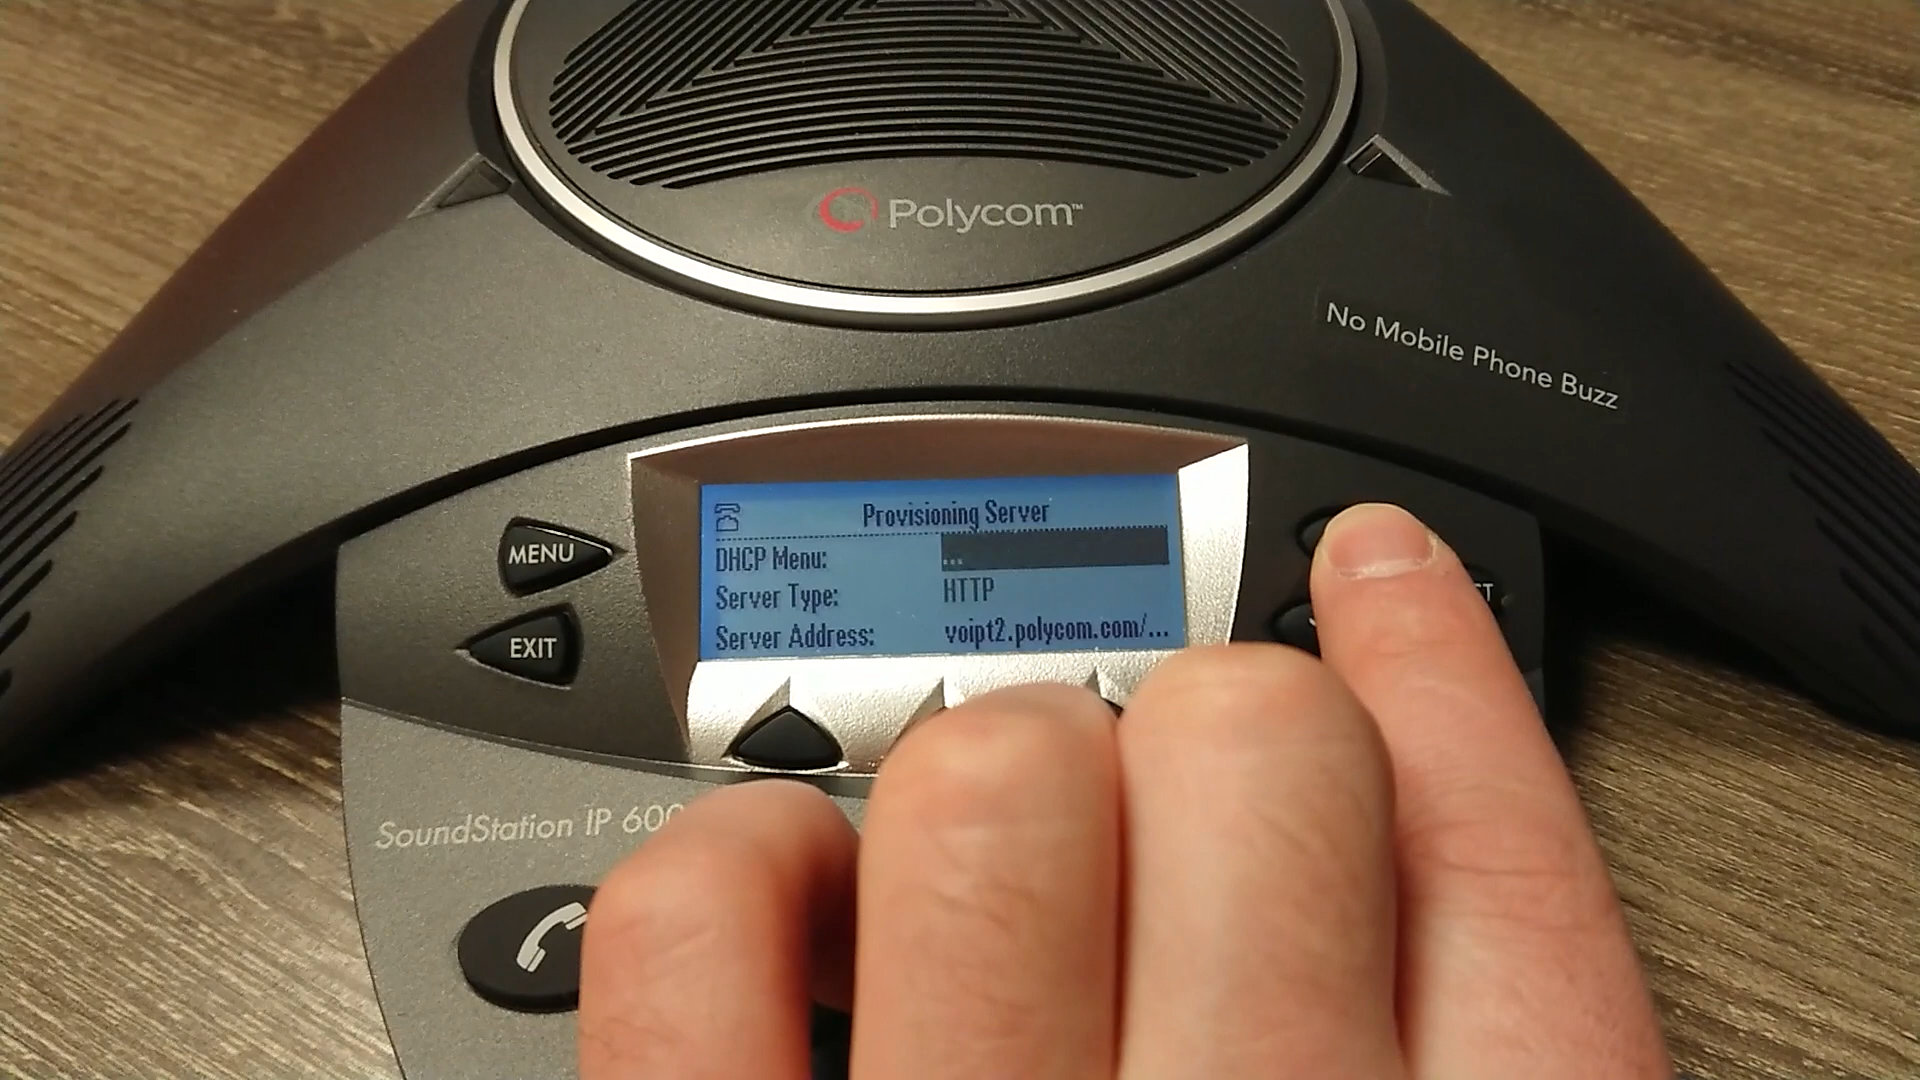 Polycom™
No Mobile Phone Buzz
Provisioning Server
DHCP Menu: ...
Server Type: HTTP
Server Address: voipt2.polycom.com/...
MENU
EXIT
SoundStation IP